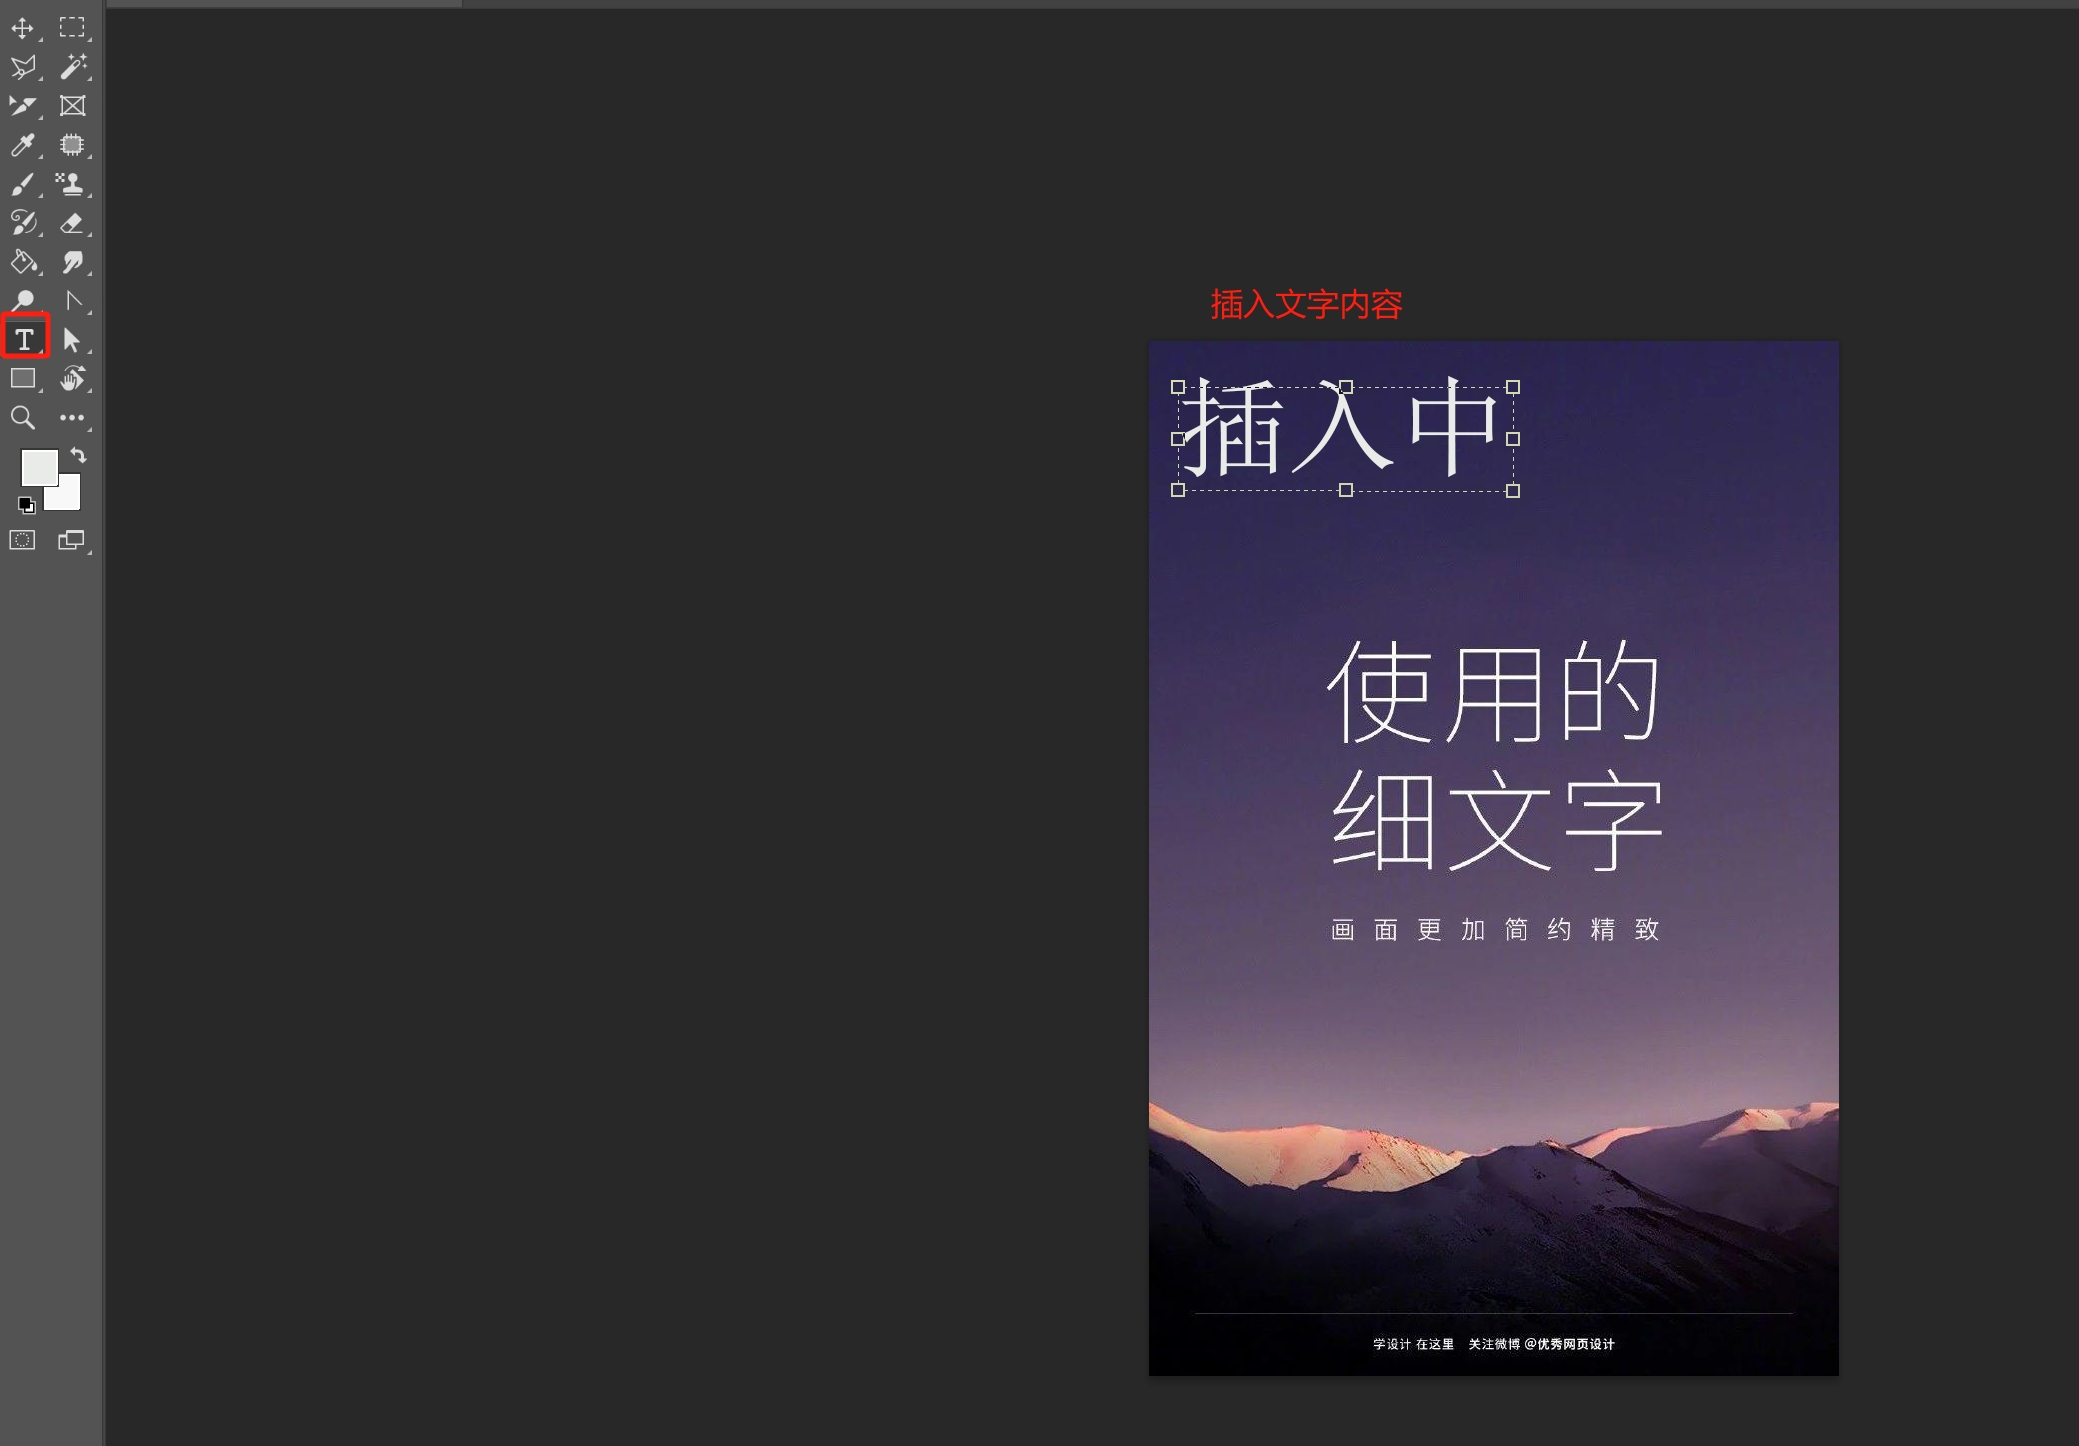 插入文字内容
插入中
使用的
细文字
画面更加简约精致
学设计 在这里 关注微博 @优秀网页设计